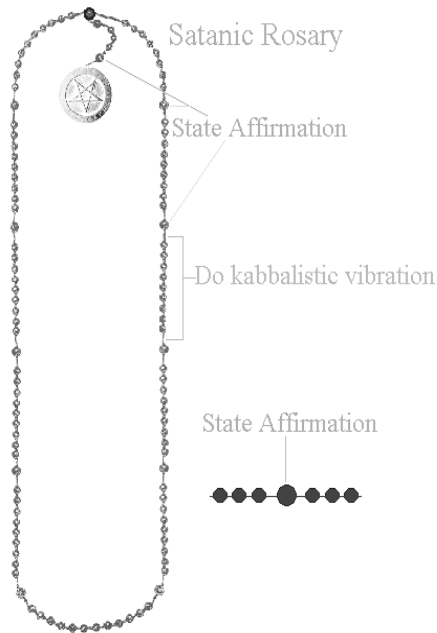 Satanic Rosary
State Affirmation
Do kabbalistic vibration
State Affirmation